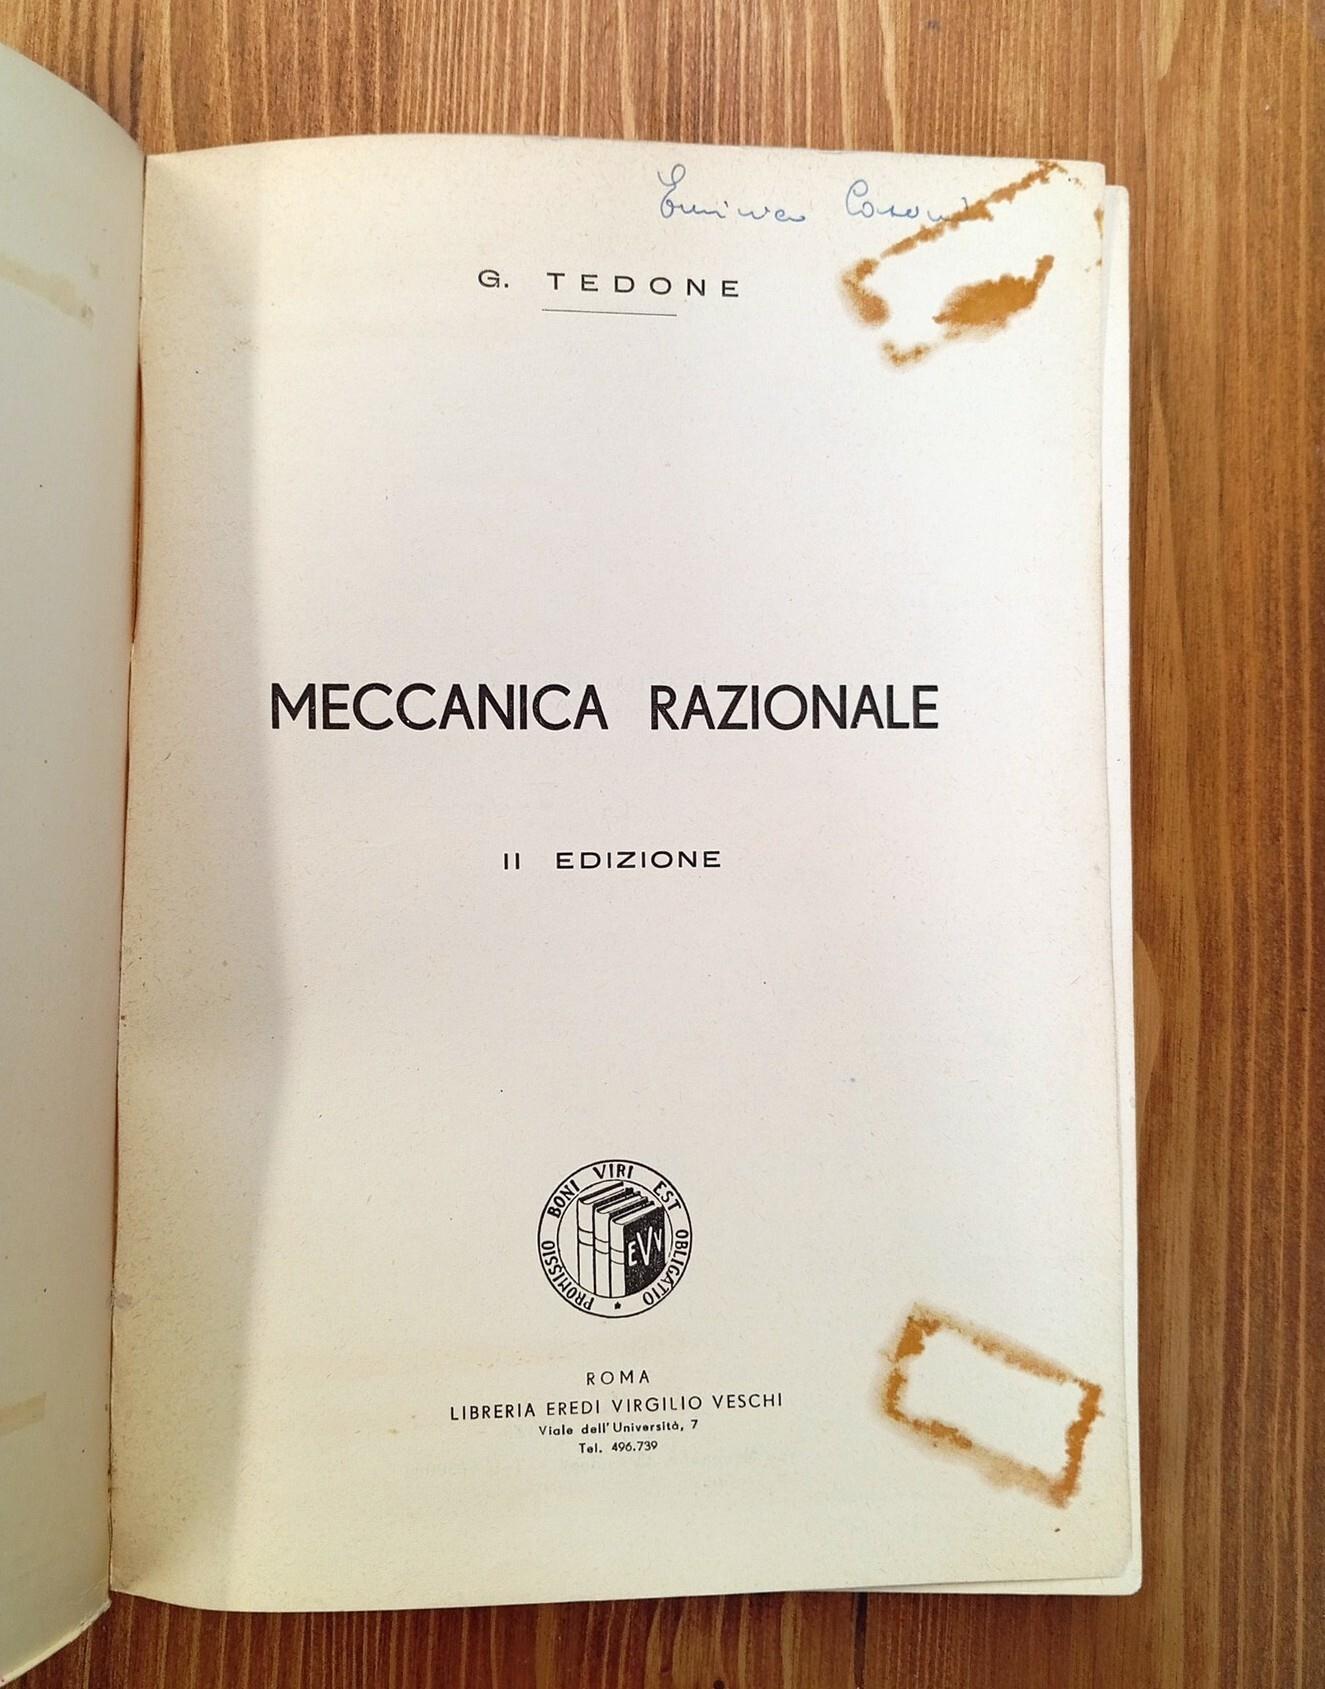 G. TEDONE
MECCANICA RAZIONALE
II EDIZIONE
PROMISSIO BONI VIRI EST OBLIGATIO
EVV
ROMA
LIBRERIA EREDI VIRGILIO VESCHI
Viale dell'Università, 7
Tel. 496.739